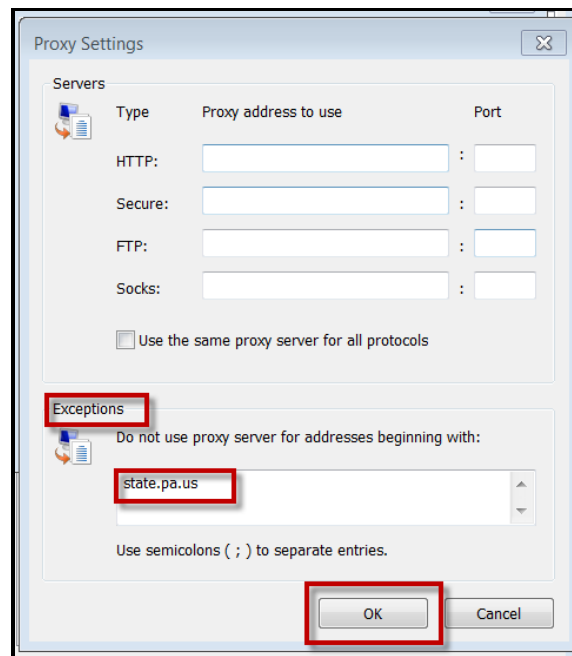 Proxy Settings
Servers
Type Proxy address to use Port
HTTP: :
Secure: :
FTP: :
Socks: :
Use the same proxy server for all protocols
Exceptions
Do not use proxy server for addresses beginning with:
state.pa.us
Use semicolons ( ; ) to separate entries.
OK Cancel